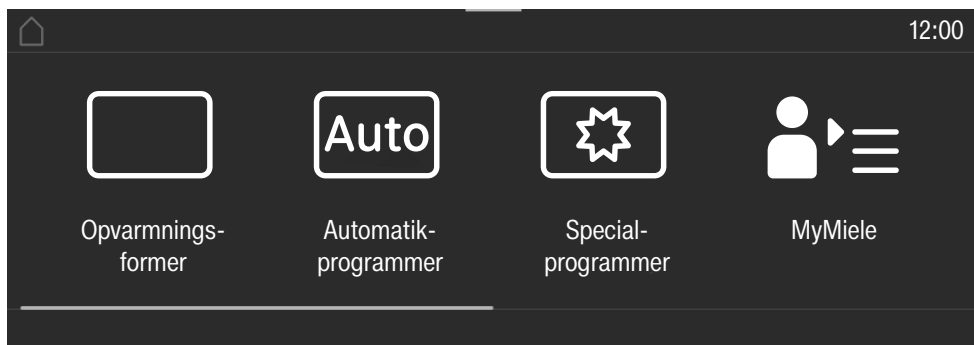 12:00
Auto
Opvarmnings-
former
Automatik-
programmer
Special-
programmer
MyMiele